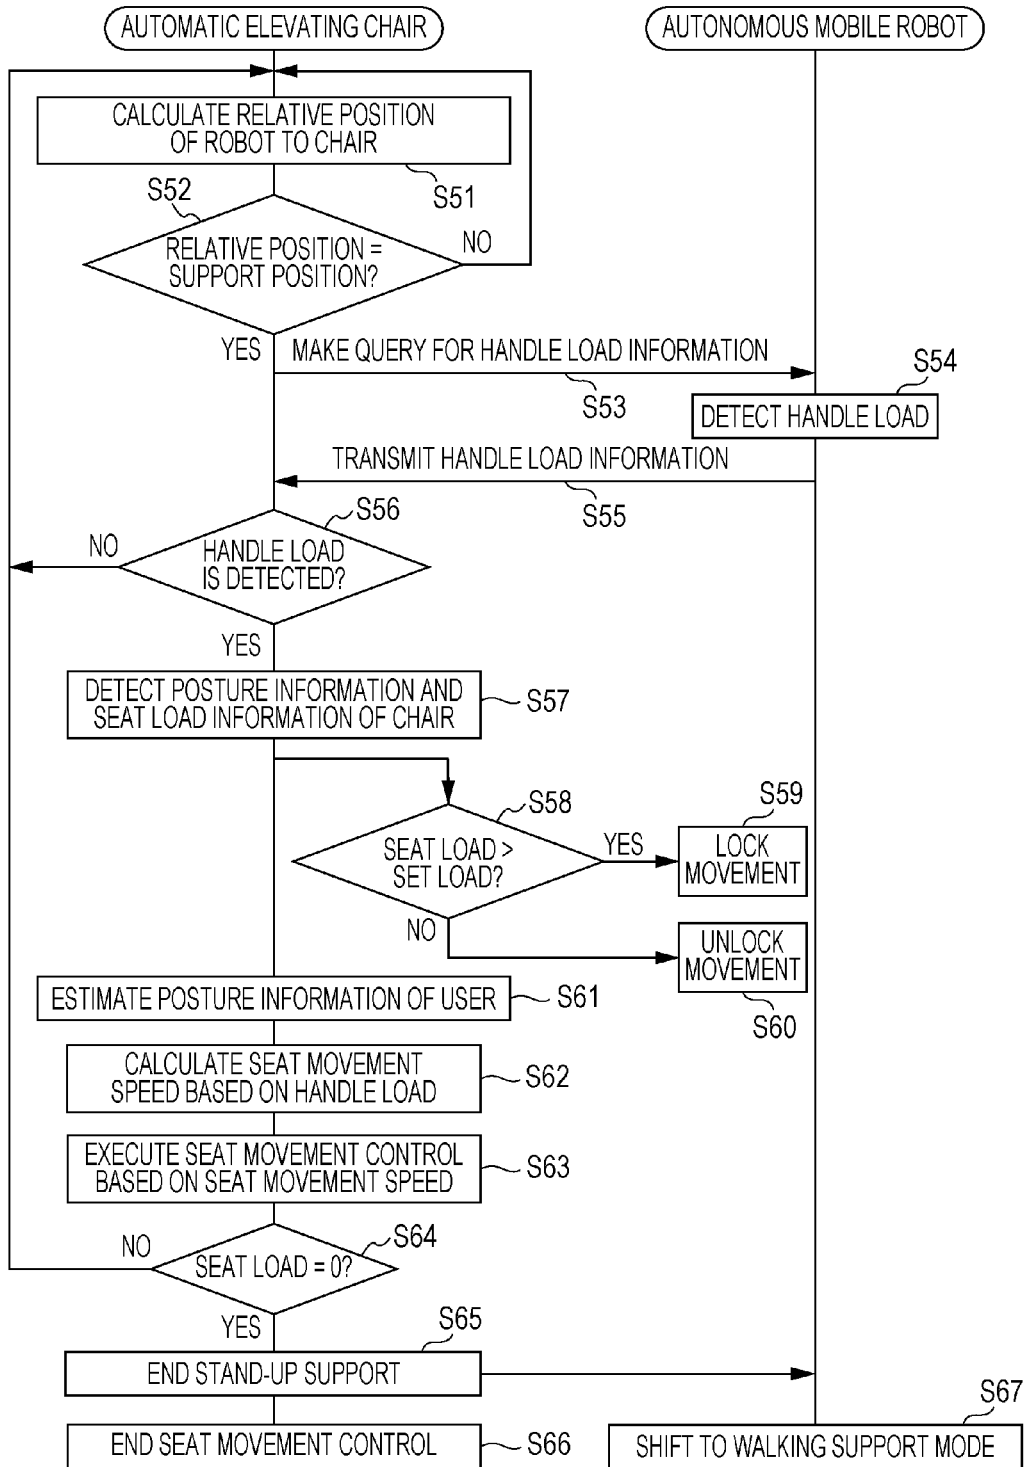 AUTOMATIC ELEVATING CHAIR
AUTONOMOUS MOBILE ROBOT
CALCULATE RELATIVE POSITION
OF ROBOT TO CHAIR
S51
S52
RELATIVE POSITION =
SUPPORT POSITION?
NO
YES
MAKE QUERY FOR HANDLE LOAD INFORMATION
S53
S54
DETECT HANDLE LOAD
TRANSMIT HANDLE LOAD INFORMATION
S55
S56
HANDLE LOAD
IS DETECTED?
NO
YES
DETECT POSTURE INFORMATION AND
SEAT LOAD INFORMATION OF CHAIR
S57
S58
SEAT LOAD >
SET LOAD?
YES
S59
LOCK
MOVEMENT
NO
UNLOCK
MOVEMENT
S60
ESTIMATE POSTURE INFORMATION OF USER
S61
CALCULATE SEAT MOVEMENT
SPEED BASED ON HANDLE LOAD
S62
EXECUTE SEAT MOVEMENT CONTROL
BASED ON SEAT MOVEMENT SPEED
S63
S64
SEAT LOAD = 0?
NO
YES
S65
END STAND-UP SUPPORT
END SEAT MOVEMENT CONTROL
S66
S67
SHIFT TO WALKING SUPPORT MODE